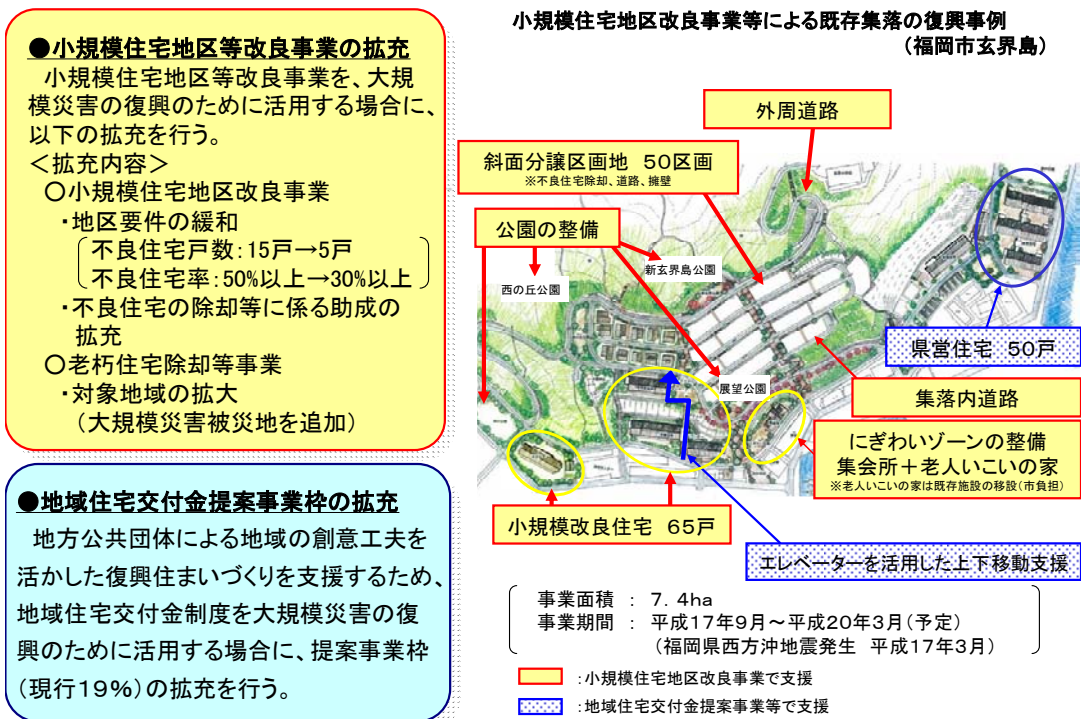 ●小規模住宅地区等改良事業の拡充
小規模住宅地区等改良事業を、大規
模災害の復興のために活用する場合に、
以下の拡充を行う。
＜拡充内容＞
○小規模住宅地区改良事業
・地区要件の緩和
不良住宅戸数：15戸→5戸
不良住宅率：50%以上→30%以上
・不良住宅の除却等に係る助成の
拡充
○老朽住宅除却等事業
・対象地域の拡大
（大規模災害被災地を追加）
●地域住宅交付金提案事業枠の拡充
地方公共団体による地域の創意工夫を
活かした復興住まいづくりを支援するため、
地域住宅交付金制度を大規模災害の復
興のために活用する場合に、提案事業枠
（現行１９％）の拡充を行う。
小規模住宅地区改良事業等による既存集落の復興事例
（福岡市玄界島）
外周道路
斜面分譲区画地　50区画
※不良住宅除却、道路、擁壁
公園の整備
新玄界島公園
西の丘公園
県営住宅　50戸
展望公園
集落内道路
にぎわいゾーンの整備
集会所＋老人いこいの家
※老人いこいの家は既存施設の移設（市負担）
小規模改良住宅　65戸
エレベーターを活用した上下移動支援
事業面積　：　７．４ha
事業期間　：　平成１７年９月～平成２０年３月（予定）
（福岡県西方沖地震発生　平成１７年３月）
：小規模住宅地区改良事業で支援
：地域住宅交付金提案事業等で支援